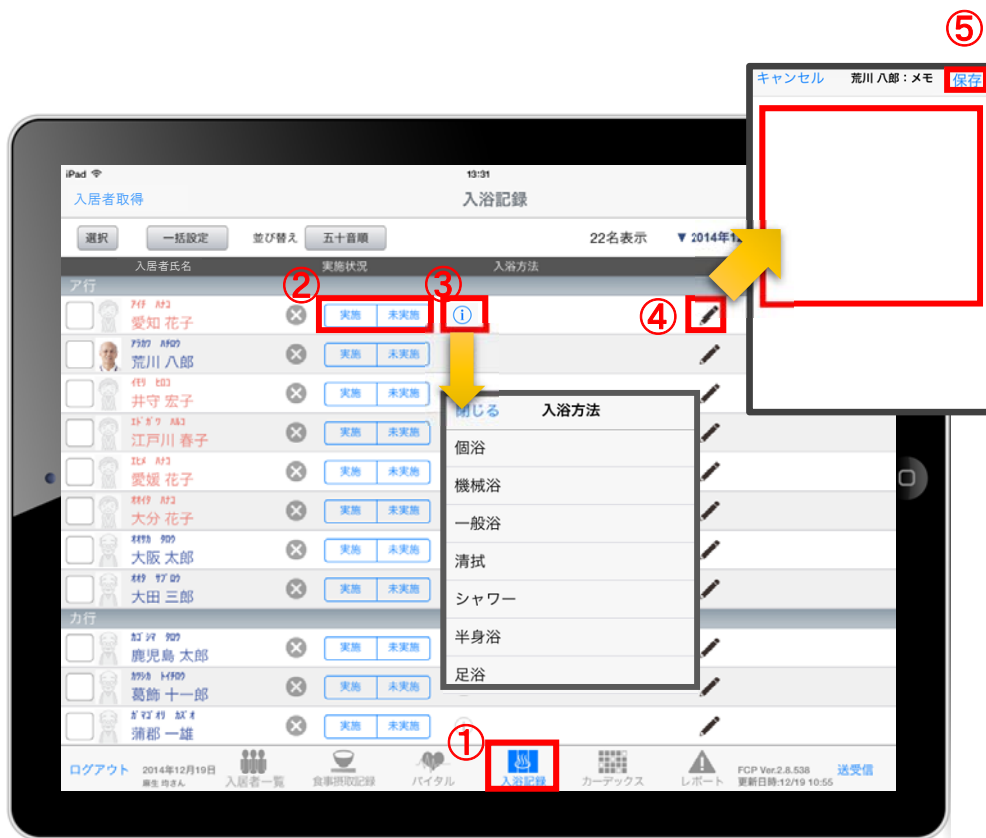 ⑤
キャンセル 荒川 八郎：メモ 保存
iPad 13:31
入居者取得 入浴記録
選択 一括設定 並び替え 五十音順 22名表示 ▼ 2014年12
入居者氏名 実施状況 入浴方法
ア行
② ③ ④
ｱｲﾁ ﾊﾅｺ
愛知 花子 実施 未実施
ｱﾗｶﾜ ﾊﾁﾛｳ
荒川 八郎 実施 未実施
ｲﾓﾘ ﾋﾛｺ
井守 宏子 実施 未実施
ｴﾄﾞｶﾞﾜ ﾊﾙｺ
江戸川 春子 実施 未実施
ｴﾋﾒ ﾊﾅｺ
愛媛 花子 実施 未実施
ｵｵｲﾀ ﾊﾅｺ
大分 花子 実施 未実施
ｵｵｻｶ ﾀﾛｳ
大阪 太郎 実施 未実施
ｵｵﾀ ｻﾌﾞﾛｳ
大田 三郎 実施 未実施
閉じる 入浴方法
個浴
機械浴
一般浴
清拭
シャワー
半身浴
足浴
カ行
ｶｺﾞｼﾏ ﾀﾛｳ
鹿児島 太郎 実施 未実施
ｶﾂｼｶ ﾄｲﾁﾛｳ
葛飾 十一郎 実施 未実施
ｶﾞﾏｺﾞｵﾘ ｶｽﾞｵ
蒲郡 一雄 実施 未実施
①
ログアウト 2014年12月19日
麻生 均さん
入居者一覧 食事摂取記録 バイタル 入浴記録 カーデックス レポート
FCP Ver.2.8.538
更新日時:12/19 10:55
送受信